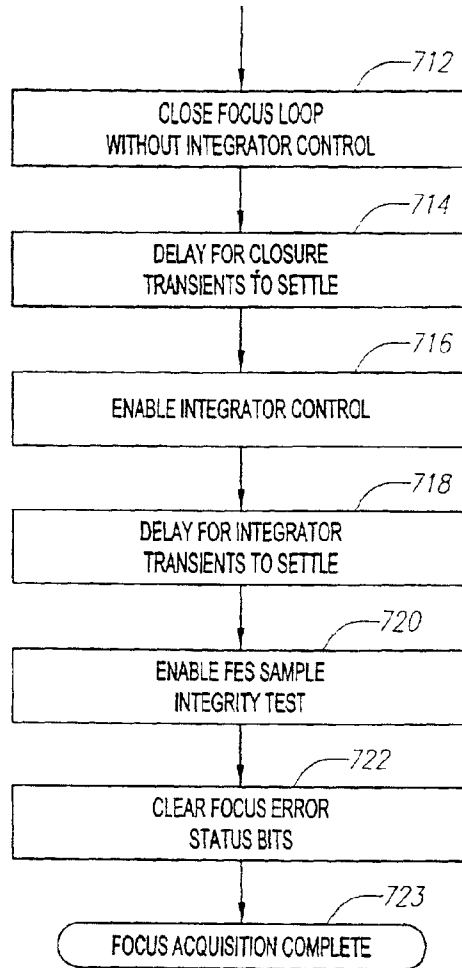 712
CLOSE FOCUS LOOP
WITHOUT INTEGRATOR CONTROL
714
DELAY FOR CLOSURE
TRANSIENTS TO SETTLE
716
ENABLE INTEGRATOR CONTROL
718
DELAY FOR INTEGRATOR
TRANSIENTS TO SETTLE
720
ENABLE FES SAMPLE
INTEGRITY TEST
722
CLEAR FOCUS ERROR
STATUS BITS
723
FOCUS ACQUISITION COMPLETE